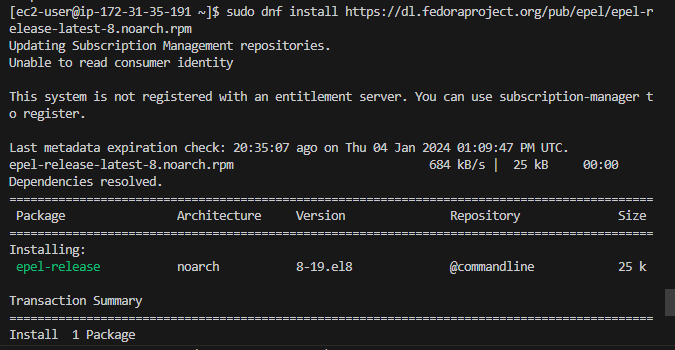 [ec2-user@ip-172-31-35-191 ~]$ sudo dnf install https://dl.fedoraproject.org/pub/epel/epel-r
elease-latest-8.noarch.rpm
Updating Subscription Management repositories.
Unable to read consumer identity

This system is not registered with an entitlement server. You can use subscription-manager t
o register.

Last metadata expiration check: 20:35:07 ago on Thu 04 Jan 2024 01:09:47 PM UTC.
epel-release-latest-8.noarch.rpm                            684 kB/s |  25 kB     00:00
Dependencies resolved.
============================================================================================
 Package               Architecture     Version               Repository               Size
============================================================================================
Installing:
 epel-release          noarch           8-19.el8              @commandline             25 k

Transaction Summary
============================================================================================
Install  1 Package